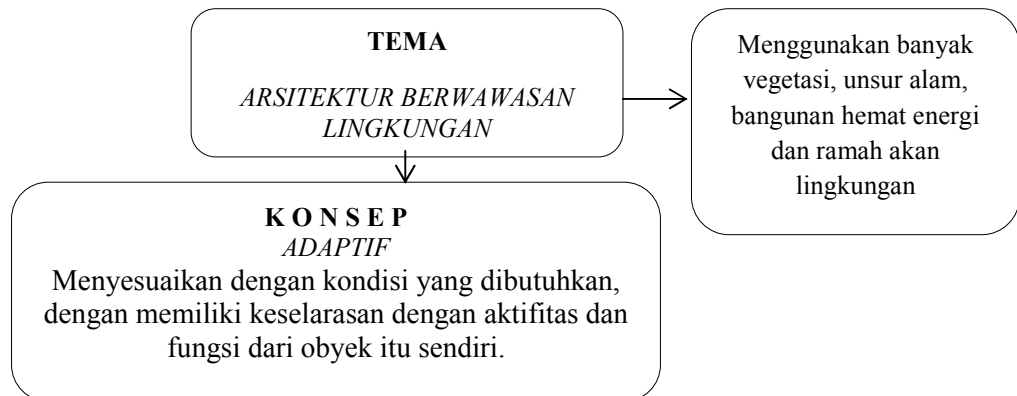 TEMA
ARSITEKTUR BERWAWASAN
LINGKUNGAN
Menggunakan banyak
vegetasi, unsur alam,
bangunan hemat energi
dan ramah akan
lingkungan
K O N S E P
ADAPTIF
Menyesuaikan dengan kondisi yang dibutuhkan,
dengan memiliki keselarasan dengan aktifitas dan
fungsi dari obyek itu sendiri.